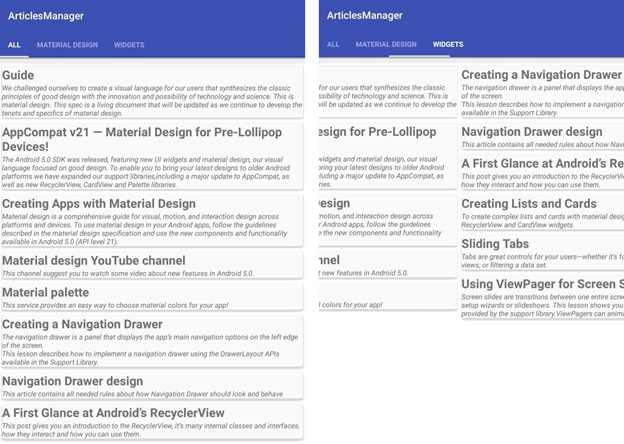 ArticlesManager
ALL MATERIAL DESIGN WIDGETS
Guide
We challenged ourselves to create a visual language for our users that synthesizes the classic
principles of good design with the innovation and possibility of technology and science. This is
material design. This spec is a living document that will be updated as we continue to develop the
tenets and specifics of material design.
AppCompat v21 — Material Design for Pre-Lollipop
Devices!
The Android 5.0 SDK was released, featuring new UI widgets and material design, our visual
language focused on good design. To enable you to bring your latest designs to older Android
platforms we have expanded our support libraries,including a major update to AppCompat, as
well as new RecyclerView, CardView and Palette libraries.
Creating Apps with Material Design
Material design is a comprehensive guide for visual, motion, and interaction design across
platforms and devices. To use material design in your Android apps, follow the guidelines
described in the material design specification and use the new components and functionality
available in Android 5.0 (API level 21).
Material design YouTube channel
This channel suggest you to watch some video about new features in Android 5.0.
Material palette
This service provides an easy way to choose material colors for your app!
Creating a Navigation Drawer
The navigation drawer is a panel that displays the app's main navigation options on the left edge
of the screen.
This lesson describes how to implement a navigation drawer using the DrawerLayout APIs
available in the Support Library.
Navigation Drawer design
This article contains all needed rules about how Navigation Drawer should look and behave
A First Glance at Android's RecyclerView
This post gives you an introduction to the RecyclerView, it's many internal classes and interfaces,
how they interact and how you can use them.
ArticlesManager
ALL MATERIAL DESIGN WIDGETS
for our users that synthesizes the classic
ssibility of technology and science. This is
will be updated as we continue to develop the
esign for Pre-Lollipop
widgets and material design, our visual
bring your latest designs to older Android
cluding a major update to AppCompat, as
ries.
Design
motion, and interaction design across
ur Android apps, follow the guidelines
e the new components and functionality
nnel
t new features in Android 5.0.
l colors for your app!
Creating a Navigation Drawer
The navigation drawer is a panel that displays the app
of the screen.
This lesson describes how to implement a navigation
available in the Support Library.
Navigation Drawer design
This article contains all needed rules about how Navi
A First Glance at Android's Re
This post gives you an introduction to the RecyclerVie
how they interact and how you can use them.
Creating Lists and Cards
To create complex lists and cards with material desig
RecyclerView and CardView widgets.
Sliding Tabs
Tabs are great controls for your users—whether it's fo
views, or filtering a data set.
Using ViewPager for Screen S
Screen slides are transitions between one entire scree
setup wizards or slideshows. This lesson shows you
provided by the support library.ViewPagers can anima